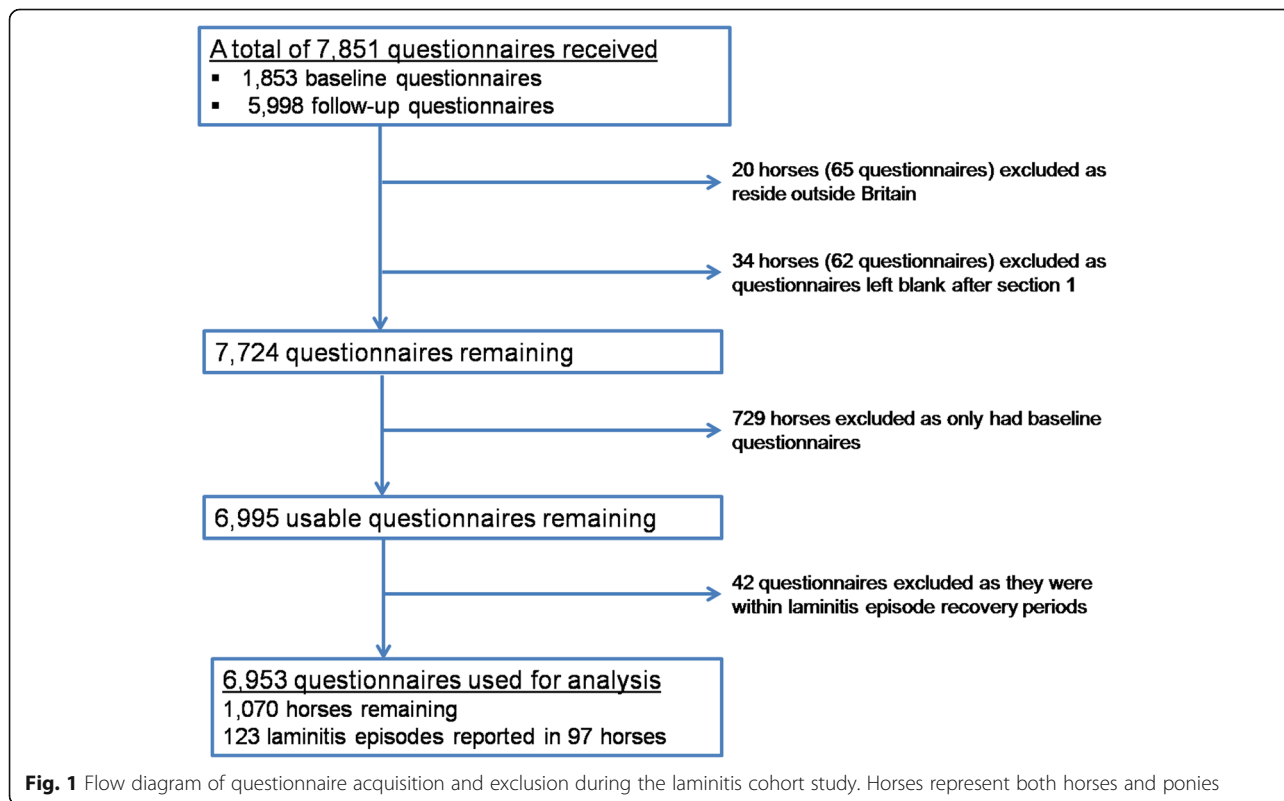 A total of 7,851 questionnaires received
▪ 1,853 baseline questionnaires
▪ 5,998 follow-up questionnaires
20 horses (65 questionnaires) excluded as
reside outside Britain
34 horses (62 questionnaires) excluded as
questionnaires left blank after section 1
7,724 questionnaires remaining
729 horses excluded as only had baseline
questionnaires
6,995 usable questionnaires remaining
42 questionnaires excluded as they were
within laminitis episode recovery periods
6,953 questionnaires used for analysis
1,070 horses remaining
123 laminitis episodes reported in 97 horses
Fig. 1 Flow diagram of questionnaire acquisition and exclusion during the laminitis cohort study. Horses represent both horses and ponies